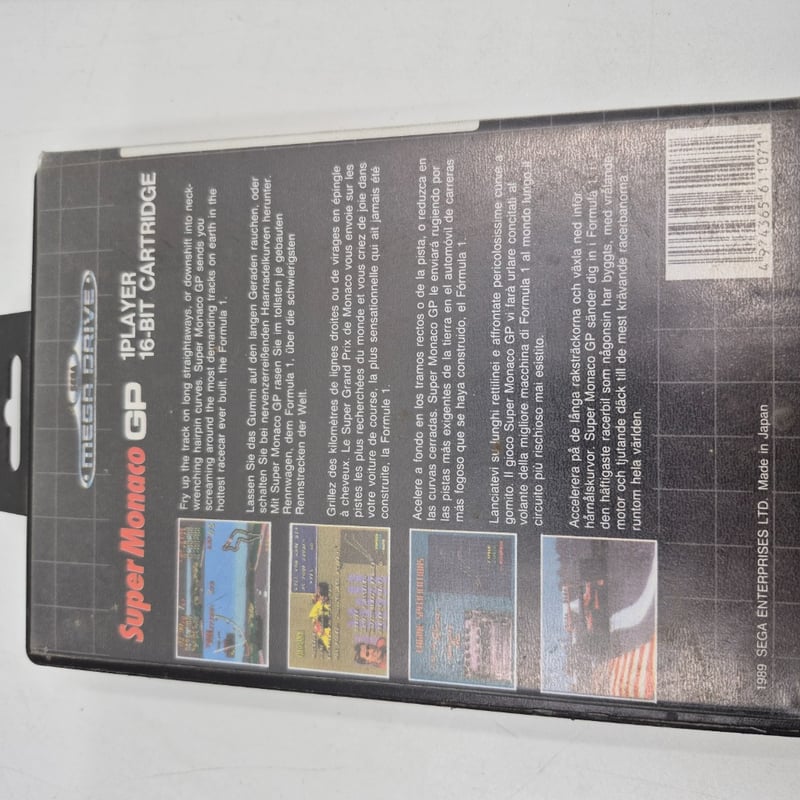 MEGA DRIVE
Super Monaco GP
1 PLAYER
16-BIT CARTRIDGE
Fry up the track on long straightaways, or downshift into neck-
wrenching hairpin curves. Super Monaco GP sends you
screaming around the most demanding tracks on earth in the
hottest racecar ever built, the Formula 1.
Lassen Sie das Gummi auf den langen Geraden rauchen, oder
schalten Sie bei nervenzerreißenden Haarnadelkurven herunter.
Mit Super Monaco GP rasen Sie im tollsten je gebauten
Rennwagen, dem Formula 1, über die schwierigsten
Rennstrecken der Welt.
Grillez des kilomètres de lignes droites ou de virages en épingle
à cheveux. Le Super Grand Prix de Monaco vous envoie sur les
pistes les plus recherchées du monde et vous criez de joie dans
votre voiture de course, la plus sensationnelle qui ait jamais été
construite, la Formule 1.
Acelere a fondo en los tramos rectos o de la pista, o reduzca en
las curvas cerradas. Super Monaco GP le enviará rugiendo por
las pistas más exigentes de la tierra en el automóvil de carreras
más fogoso que se haya construido, el Fórmula 1.
Lanciatevi su lunghi retilinei e affrontate pericolosissime curve a
gomito. Il gioco Super Monaco GP vi farà urlare concitati al
volante della migliore macchina di Formula 1 al mondo lungo il
circuito più rischioso mai esistito.
Accelerera på de långa raksträckorna och växla ned inför
hårnålskurvor. Super Monaco GP sänder dig in i Formula 1,
den häftigaste racerbil som någonsin har byggts, med vrålande
motor och tjutande däck till de mest krävande racerbanorna
runtom hela världen.
ENGINE SPECIFICATIONS
1989 SEGA ENTERPRISES LTD. Made in Japan
4 974365 611071